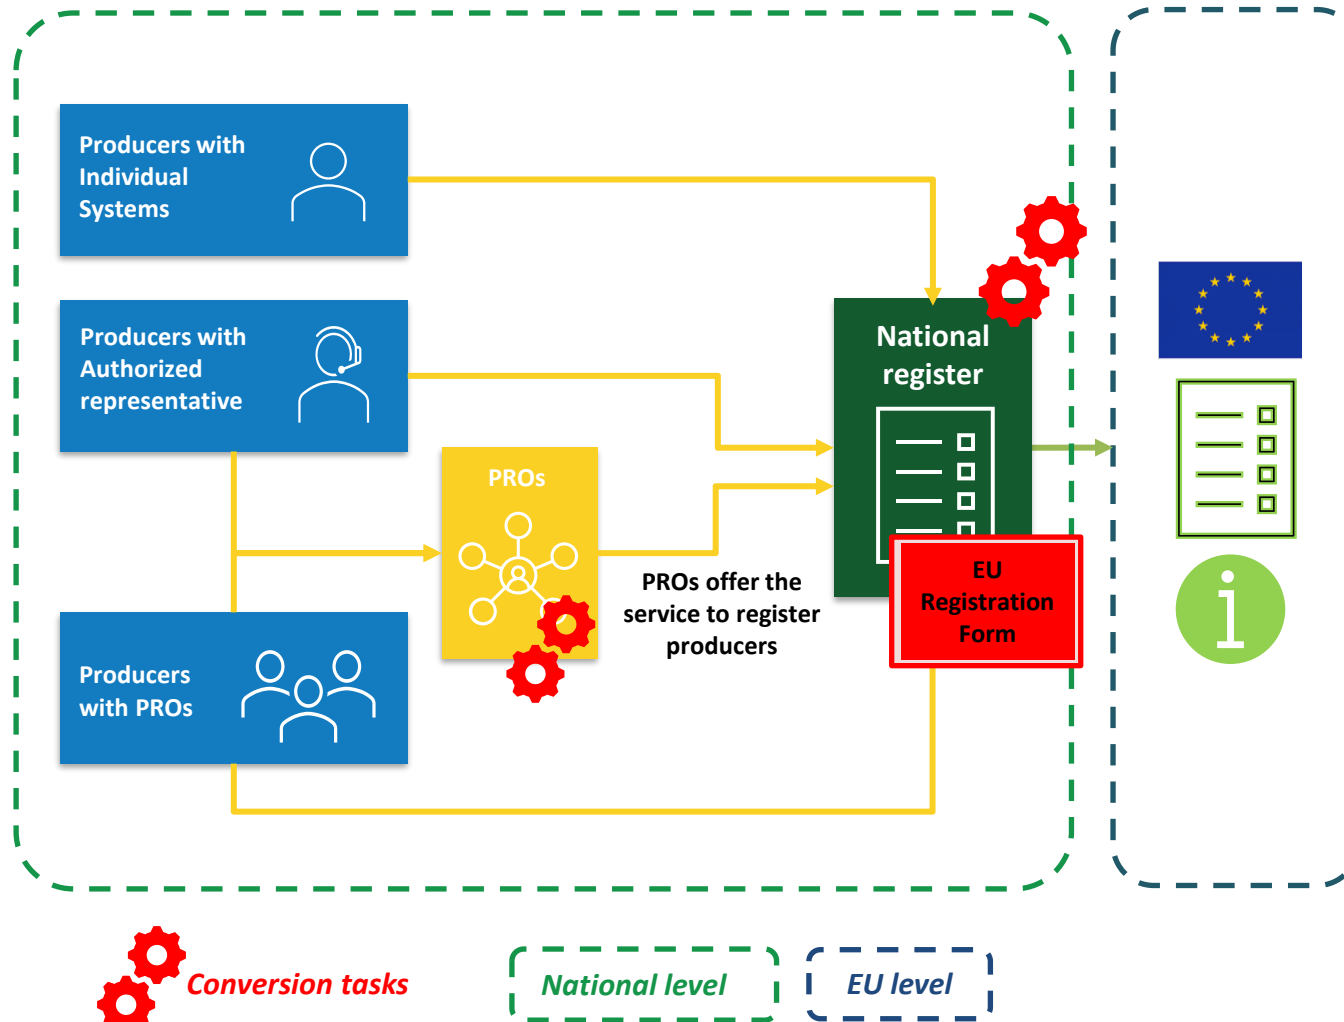 Producers with
Individual
Systems
Producers with
Authorized
representative
National
register
PROs
PROs offer the
service to register
producers
EU
Registration
Form
Producers
with PROs
Conversion tasks
National level
EU level